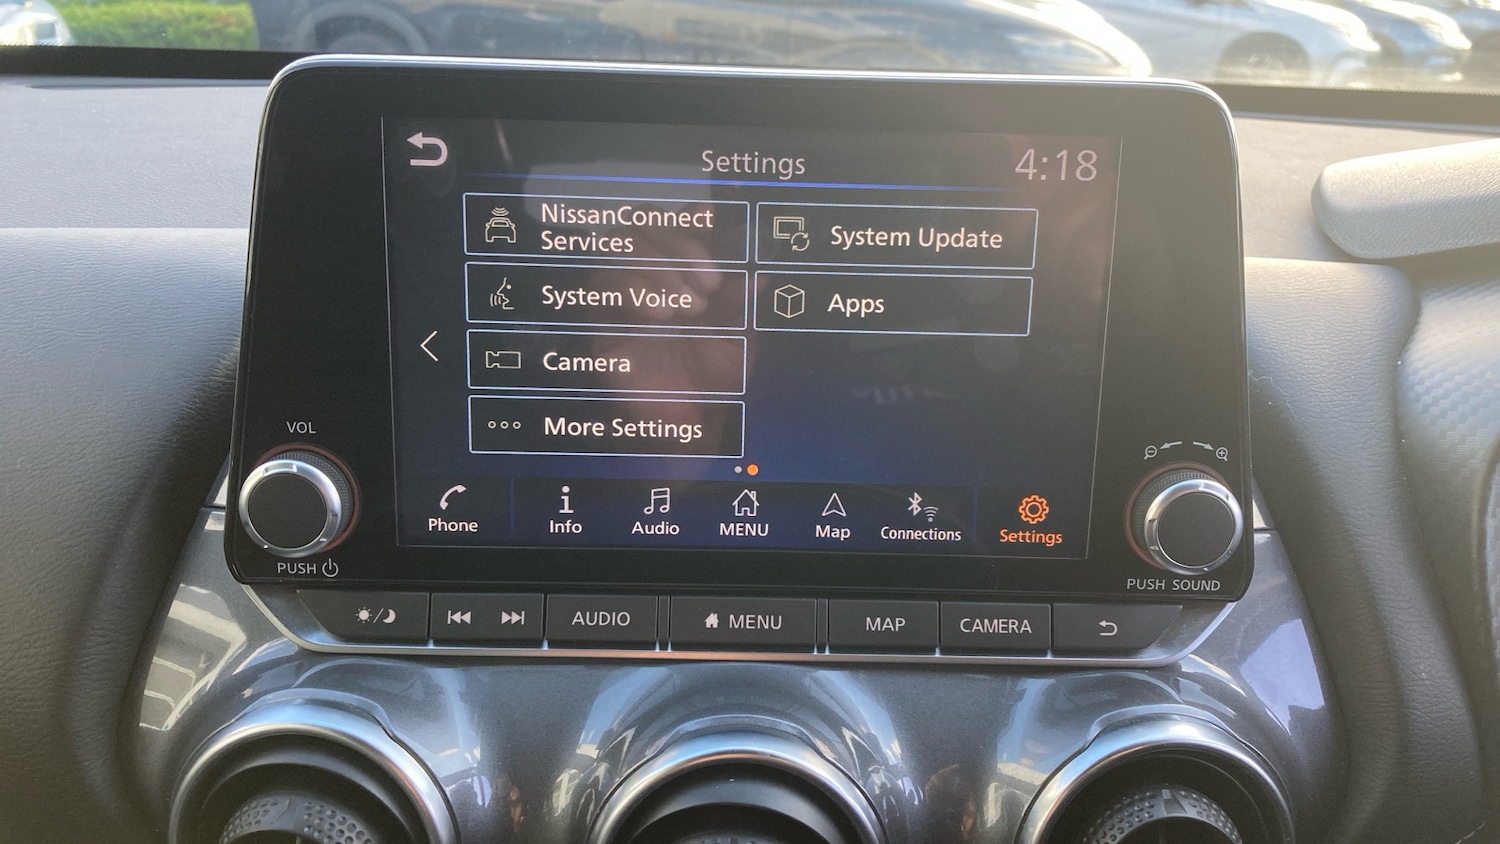 Settings
4:18
NissanConnect
Services
System Update
System Voice
Apps
Camera
More Settings
VOL
Phone
Info
Audio
MENU
Map
Connections
Settings
PUSH
PUSH SOUND
AUDIO
MENU
MAP
CAMERA